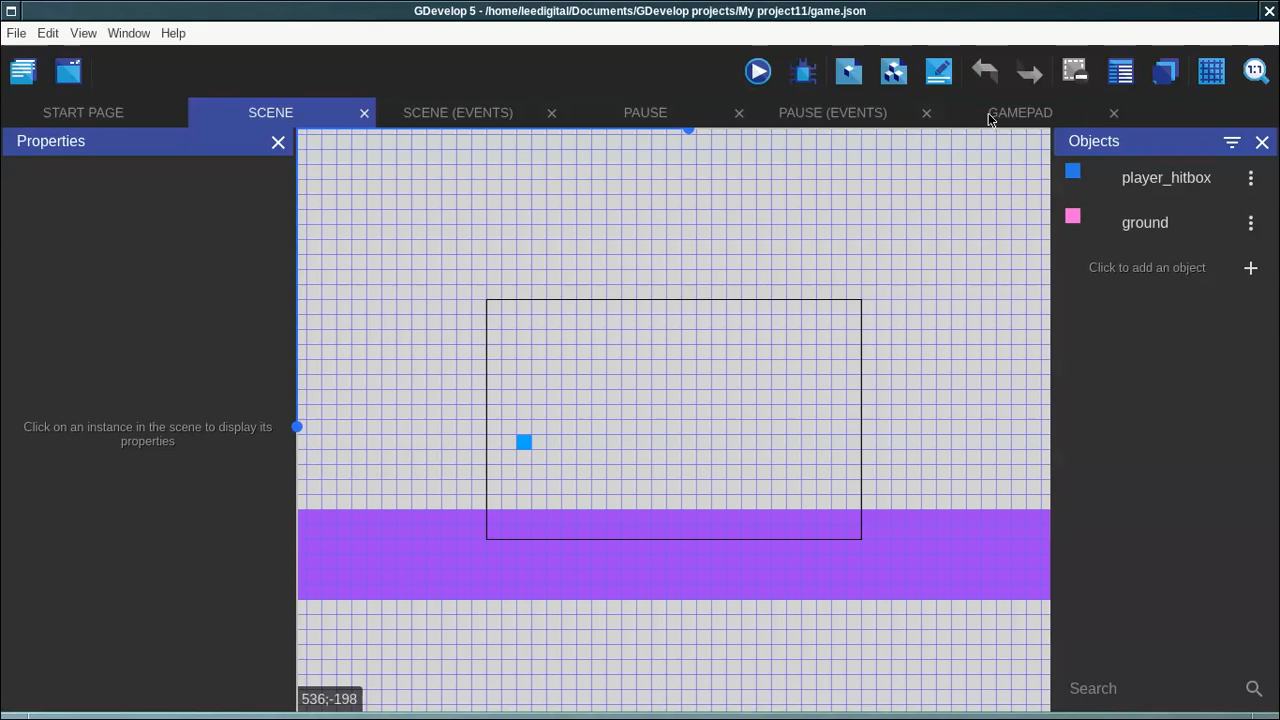 GDevelop 5 - /home/leedigital/Documents/GDevelop projects/My project11/game.json
File Edit View Window Help
1:1
START PAGE SCENE SCENE (EVENTS) PAUSE PAUSE (EVENTS) GAMEPAD
Properties
Objects
player_hitbox
ground
Click to add an object
Click on an instance in the scene to display its
properties
536;-198
Search